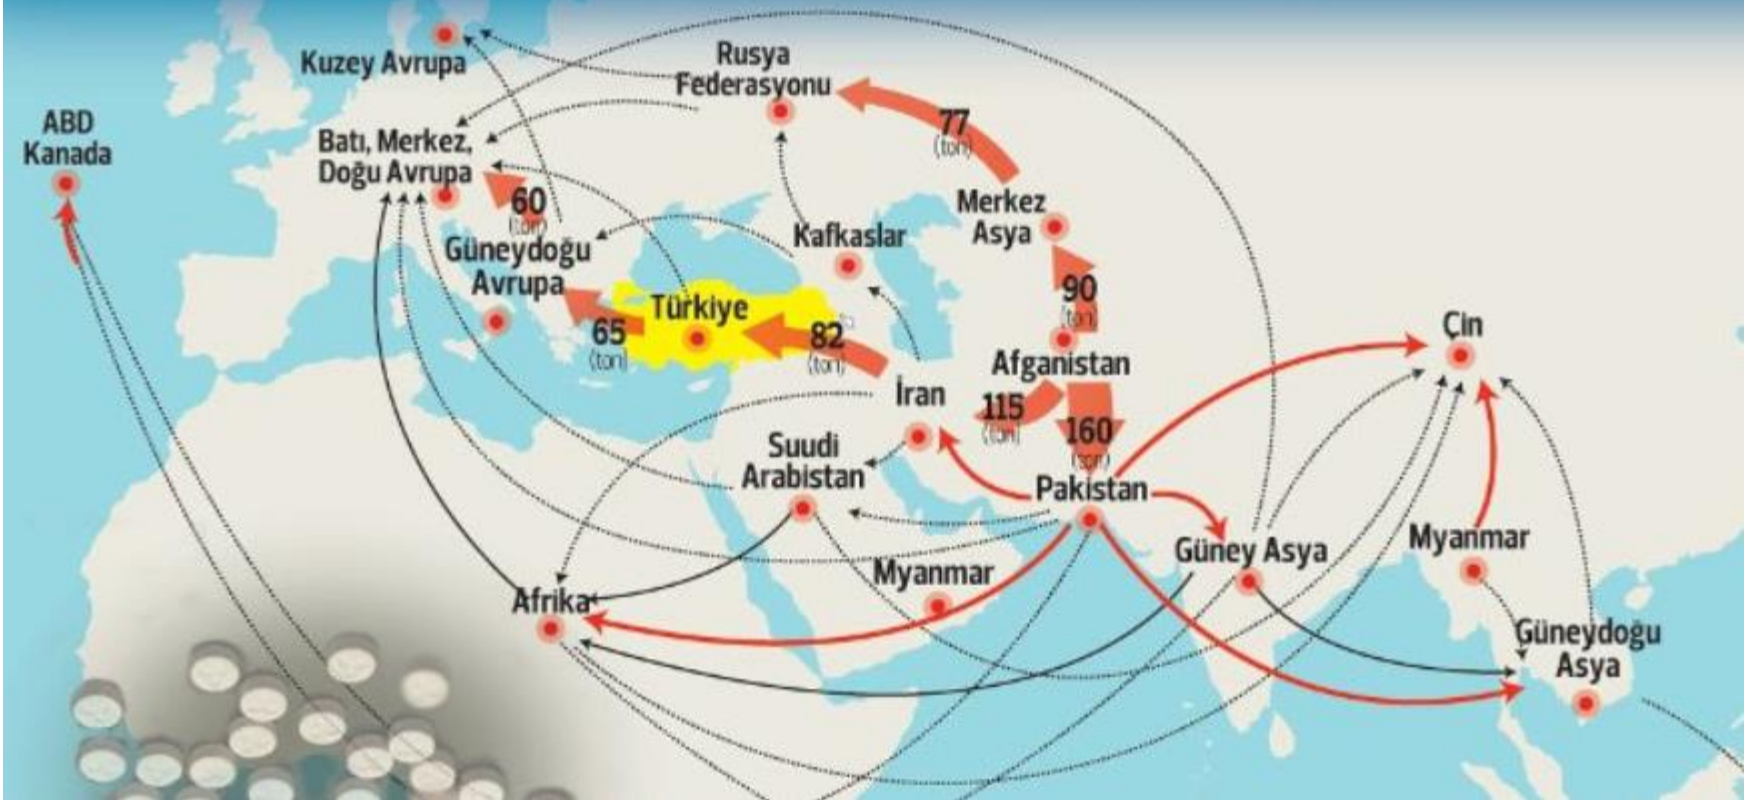 Kuzey Avrupa
Rusya
Federasyonu
ABD
Kanada
Batı, Merkez,
Doğu Avrupa
77
(ton)
60
(ton)
Merkez
Asya
Güneydoğu
Avrupa
Kafkaslar
Türkiye
65
(ton)
82
(ton)
90
(ton)
Afganistan
Çin
İran
115
(ton)
160
(ton)
Suudi
Arabistan
Pakistan
Güney Asya
Myanmar
Myanmar
Afrika
Güneydoğu
Asya